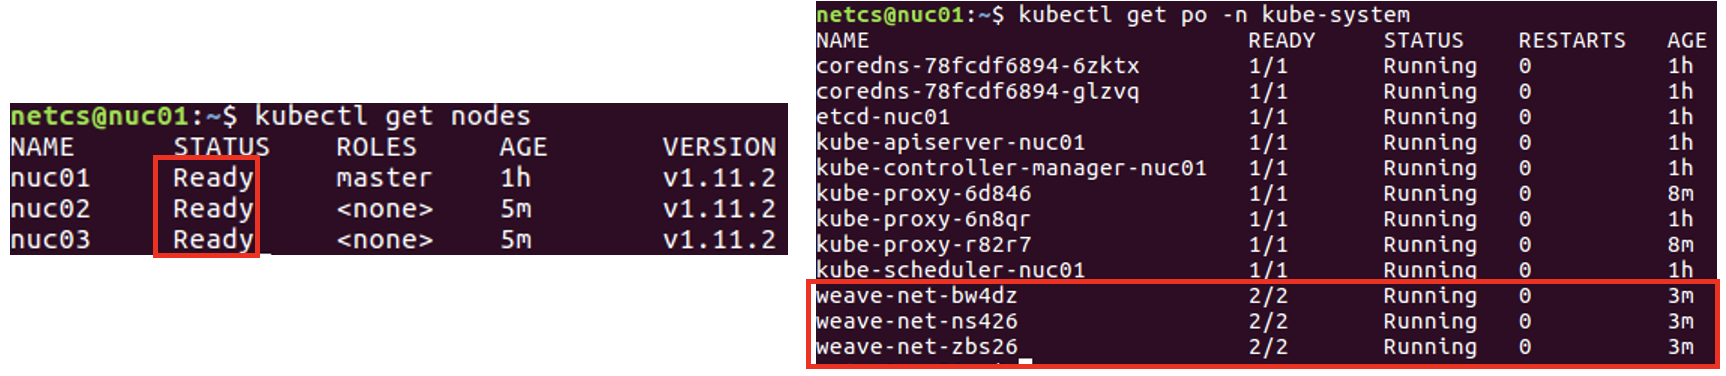 netcs@nuc01:~$ kubectl get nodes
NAME STATUS ROLES AGE VERSION
nuc01 Ready master 1h v1.11.2
nuc02 Ready <none> 5m v1.11.2
nuc03 Ready <none> 5m v1.11.2
netcs@nuc01:~$ kubectl get po -n kube-system
NAME READY STATUS RESTARTS AGE
coredns-78fcdf6894-6zktx 1/1 Running 0 1h
coredns-78fcdf6894-glzvq 1/1 Running 0 1h
etcd-nuc01 1/1 Running 0 1h
kube-apiserver-nuc01 1/1 Running 0 1h
kube-controller-manager-nuc01 1/1 Running 0 1h
kube-proxy-6d846 1/1 Running 0 8m
kube-proxy-6n8qr 1/1 Running 0 1h
kube-proxy-r82r7 1/1 Running 0 8m
kube-scheduler-nuc01 1/1 Running 0 1h
weave-net-bw4dz 2/2 Running 0 3m
weave-net-ns426 2/2 Running 0 3m
weave-net-zbs26 2/2 Running 0 3m